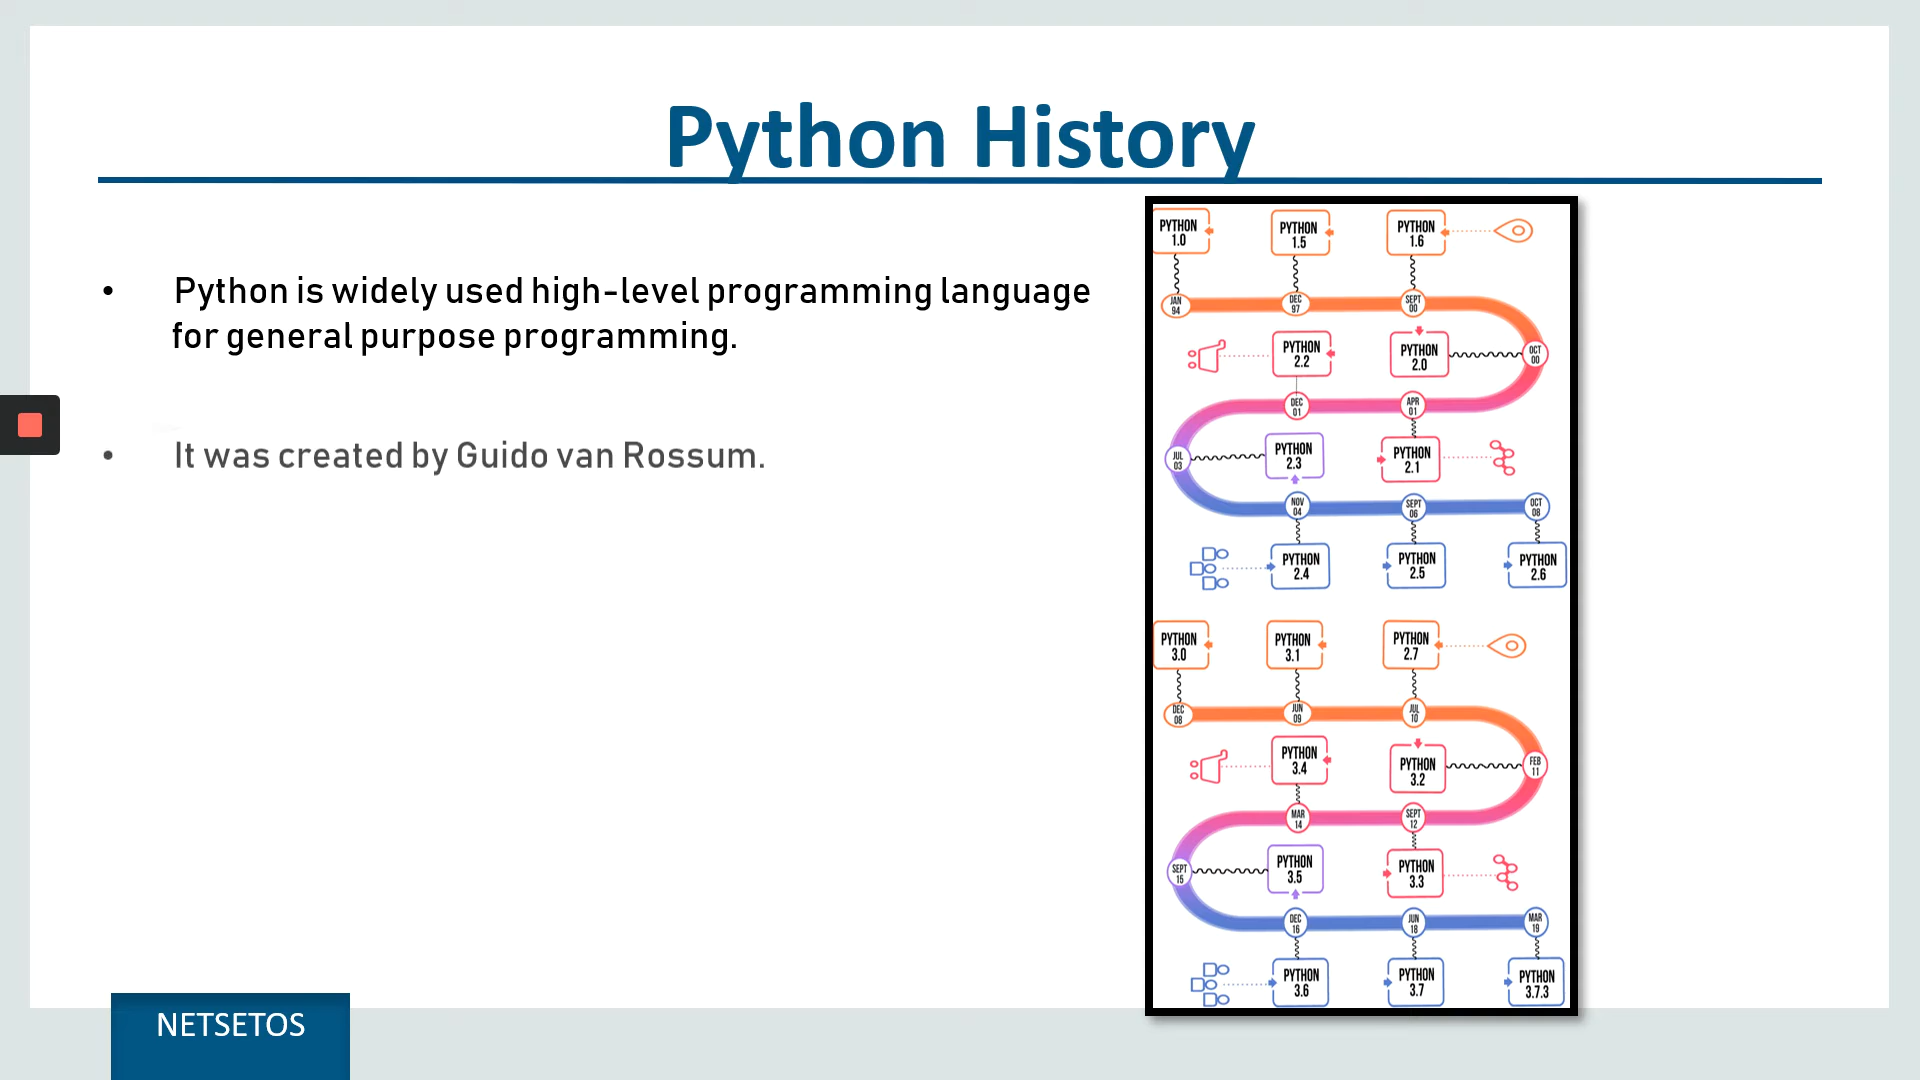 Python History
• Python is widely used high-level programming language
for general purpose programming.
• It was created by Guido van Rossum.
PYTHON
1.0
PYTHON
1.5
PYTHON
1.6
JAN
94
DEC
97
SEPT
00
PYTHON
2.2
PYTHON
2.0
OCT
00
DEC
01
APR
01
JUL
03
PYTHON
2.3
PYTHON
2.1
NOV
04
SEPT
06
OCT
08
PYTHON
2.4
PYTHON
2.5
PYTHON
2.6
PYTHON
3.0
PYTHON
3.1
PYTHON
2.7
DEC
08
JUN
09
JUL
10
PYTHON
3.4
PYTHON
3.2
FEB
11
MAR
14
SEPT
12
SEPT
15
PYTHON
3.5
PYTHON
3.3
DEC
16
JUN
18
MAR
19
PYTHON
3.6
PYTHON
3.7
PYTHON
3.7.3
NETSETOS